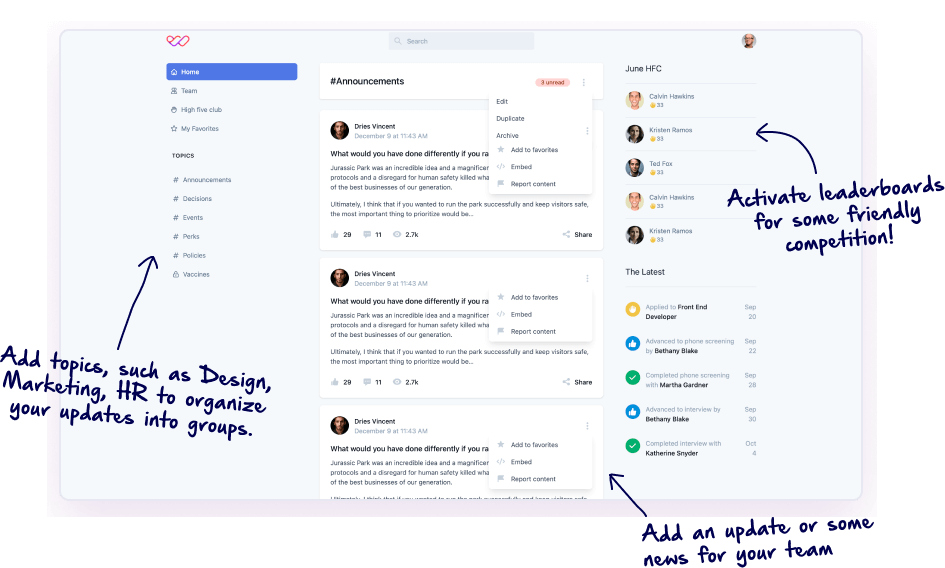 Search
Home
Team
High five club
My Favorites
TOPICS
# Announcements
# Decisions
# Events
# Perks
# Policies
Vaccines
#Announcements
3 unread
Edit
Duplicate
Archive
Add to favorites
</> Embed
Report content
Dries Vincent
December 9 at 11:43 AM
What would you have done differently if you ra
Jurassic Park was an incredible idea and a magnificen
protocols and a disregard for human safety killed wha
of the best businesses of our generation.
Ultimately, I think that if you wanted to run the park successfully and keep visitors safe,
the most important thing to prioritize would be...
29 11 2.7k Share
Dries Vincent
December 9 at 11:43 AM
What would you have done differently if you ra
Jurassic Park was an incredible idea and a magnificen
protocols and a disregard for human safety killed wha
of the best businesses of our generation.
Ultimately, I think that if you wanted to run the park successfully and keep visitors safe,
the most important thing to prioritize would be...
Add to favorites
</> Embed
Report content
29 11 2.7k Share
Dries Vincent
December 9 at 11:43 AM
What would you have done differently if you ra
Jurassic Park was an incredible idea and a magnificen
protocols and a disregard for human safety killed wha
of the best businesses of our generation.
Ultimately, I think that if you wanted to run the park successfully and keep visitors safe,
Add to favorites
</> Embed
Report content
June HFC
Calvin Hawkins
33
Kristen Ramos
33
Ted Fox
33
Calvin Hawkins
33
Kristen Ramos
33
The Latest
Applied to Front End Sep
Developer 20
Advanced to phone screening Sep
by Bethany Blake 22
Completed phone screening Sep
with Martha Gardner 28
Advanced to interview by Sep
Bethany Blake 30
Completed interview with Oct
Katherine Snyder 4
Activate leaderboards
for some friendly
competition!
Add topics, such as Design,
Marketing, HR to organize
your updates into groups.
Add an update or some
news for your team